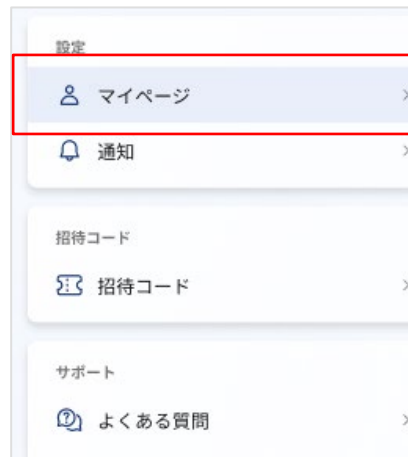 設定
マイページ
通知
招待コード
招待コード
サポート
よくある質問